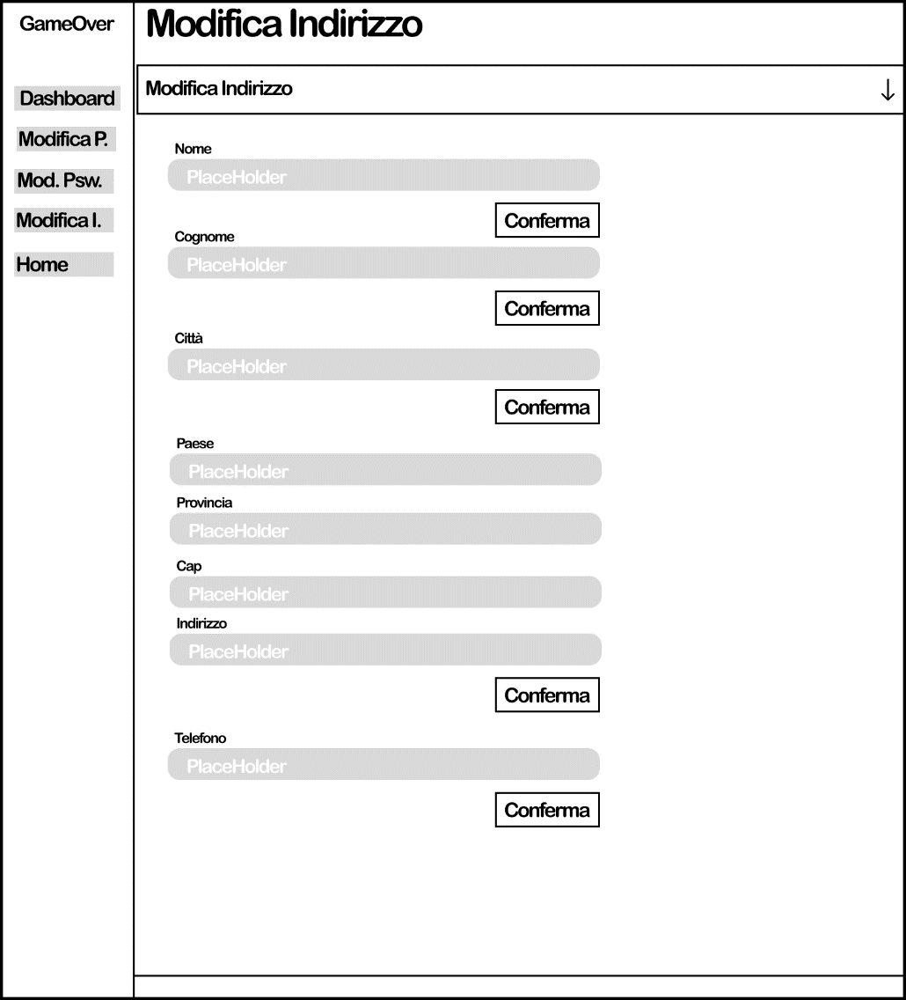 GameOver
Dashboard
Modifica P.
Mod. Psw.
Modifica I.
Home
Modifica Indirizzo
Modifica Indirizzo
Nome
PlaceHolder
Conferma
Cognome
PlaceHolder
Conferma
Città
PlaceHolder
Conferma
Paese
PlaceHolder
Provincia
PlaceHolder
Cap
PlaceHolder
Indirizzo
PlaceHolder
Conferma
Telefono
PlaceHolder
Conferma